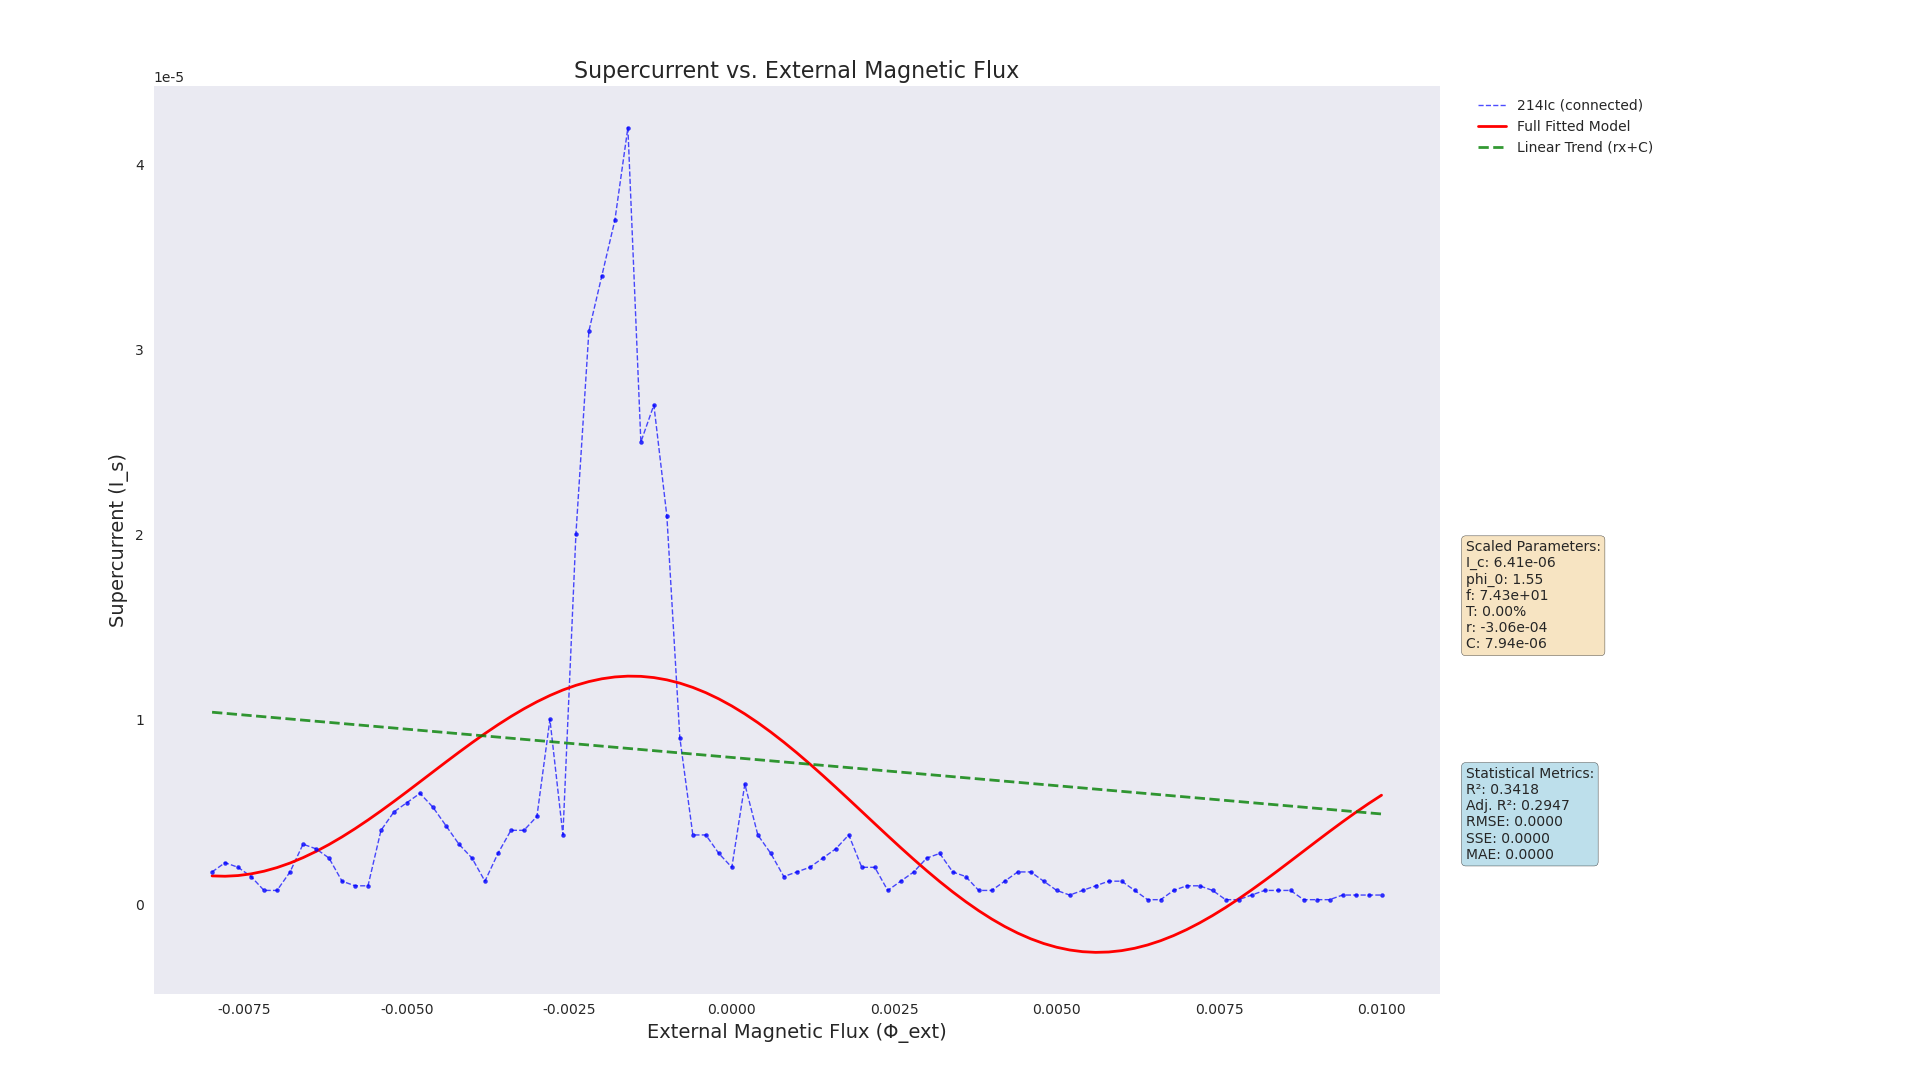 Supercurrent vs. External Magnetic Flux
1e-5
4
3
2
1
0
Supercurrent (I_s)
-0.0075
-0.0050
-0.0025
0.0000
0.0025
0.0050
0.0075
0.0100
External Magnetic Flux (Φ_ext)
214Ic (connected)
Full Fitted Model
Linear Trend (rx+C)
Scaled Parameters:
I_c: 6.41e-06
phi_0: 1.55
f: 7.43e+01
T: 0.00%
r: -3.06e-04
C: 7.94e-06
Statistical Metrics:
R²: 0.3418
Adj. R²: 0.2947
RMSE: 0.0000
SSE: 0.0000
MAE: 0.0000